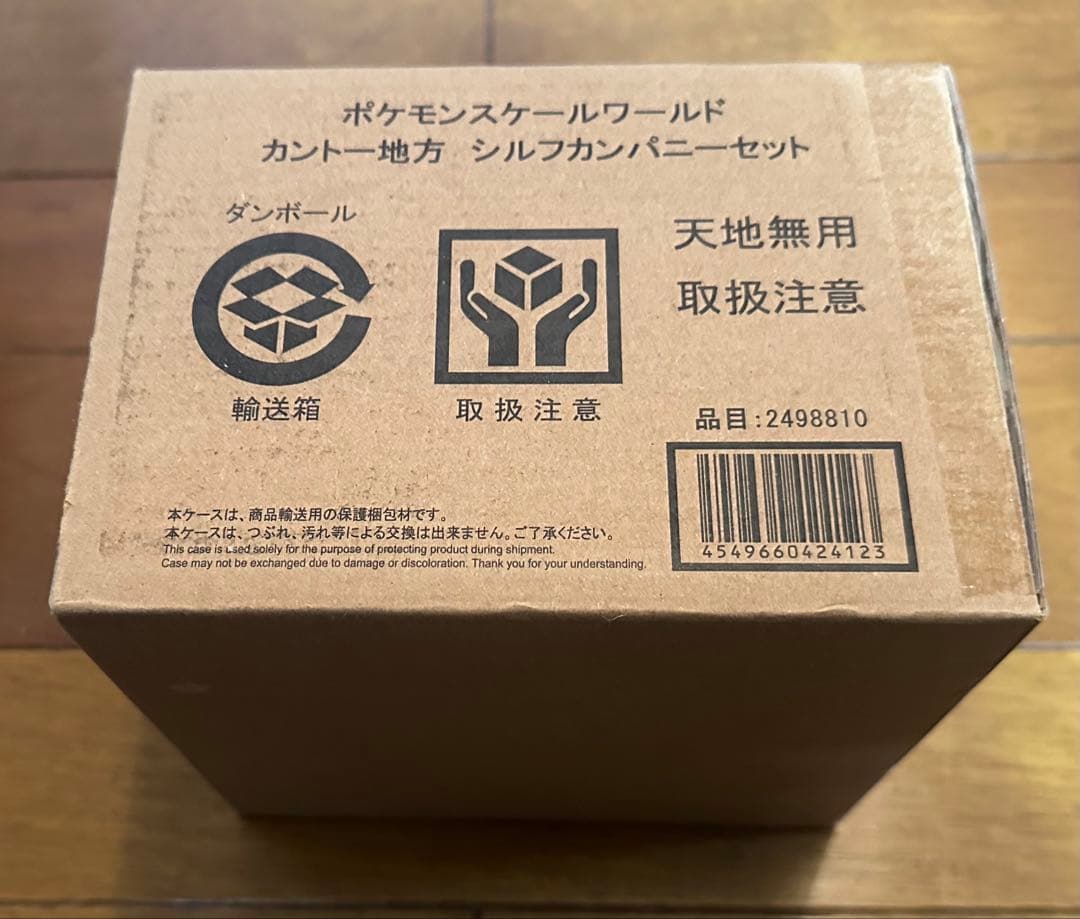 ポケモンスケールワールド
カントー地方 シルフカンパニーセット
ダンボール
輸送箱
取扱注意
天地無用
取扱注意
品目:2498810
4549660424123
本ケースは、商品輸送用の保護梱包材です。
本ケースは、つぶれ、汚れ等による交換は出来ません。ご了承ください。
This case is used solely for the purpose of protecting product during shipment.
Case may not be exchanged due to damage or discoloration. Thank you for your understanding.